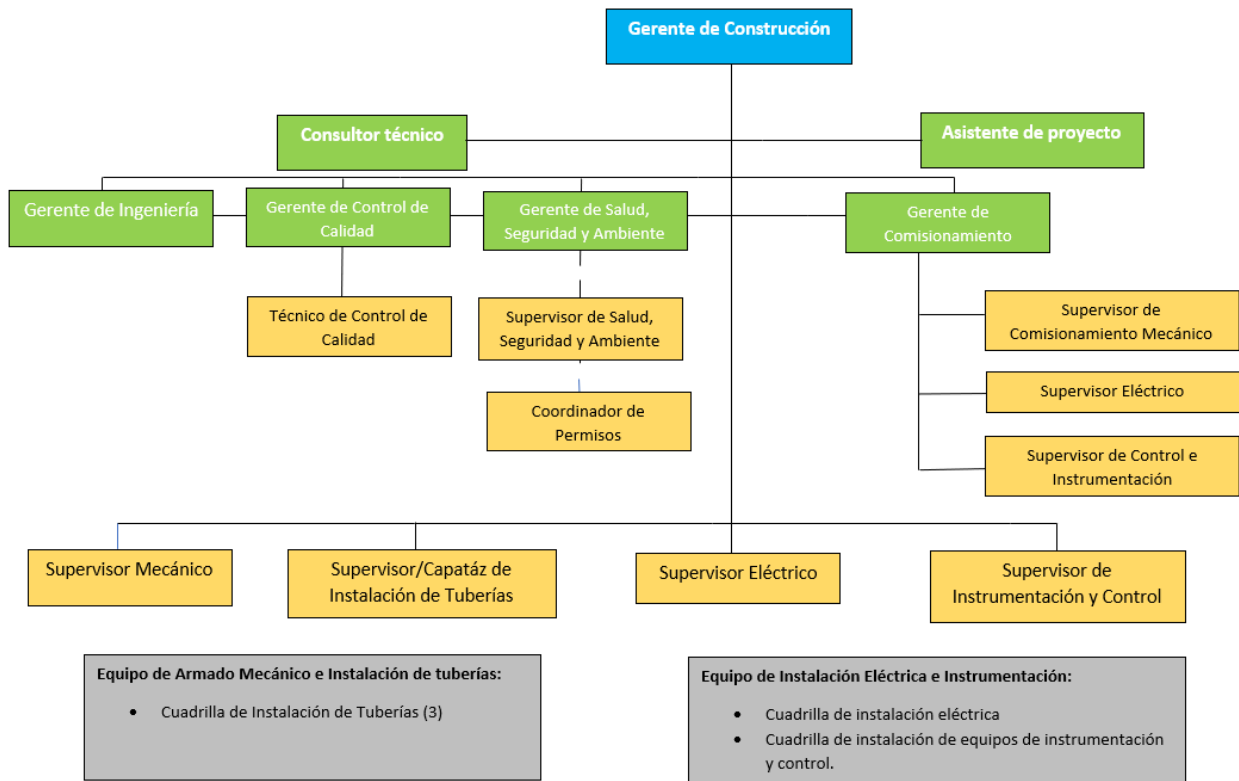 Gerente de Construcción
Consultor técnico
Asistente de proyecto
Gerente de Ingeniería
Gerente de Control de
Calidad
Gerente de Salud,
Seguridad y Ambiente
Gerente de
Comisionamiento
Técnico de Control de
Calidad
Supervisor de Salud,
Seguridad y Ambiente
Coordinador de
Permisos
Supervisor de
Comisionamiento Mecánico
Supervisor Eléctrico
Supervisor de Control e
Instrumentación
Supervisor Mecánico
Supervisor/Capatáz de
Instalación de Tuberías
Supervisor Eléctrico
Supervisor de
Instrumentación y Control
Equipo de Armado Mecánico e Instalación de tuberías:
• Cuadrilla de Instalación de Tuberías (3)
Equipo de Instalación Eléctrica e Instrumentación:
• Cuadrilla de instalación eléctrica
• Cuadrilla de instalación de equipos de instrumentación
y control.